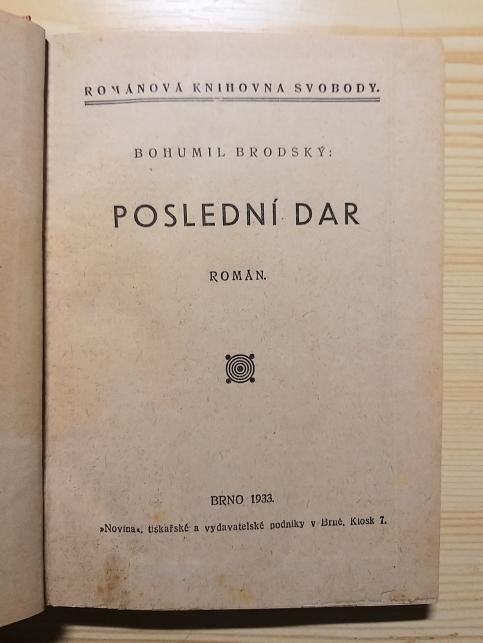 ROMÁNOVÁ KNIHOVNA SVOBODY.
BOHUMIL BRODSKÝ:
POSLEDNÍ DAR
ROMÁN.
BRNO 1933.
»Novina«, tiskařské a vydavatelské podniky v Brně, Kiosk 7.